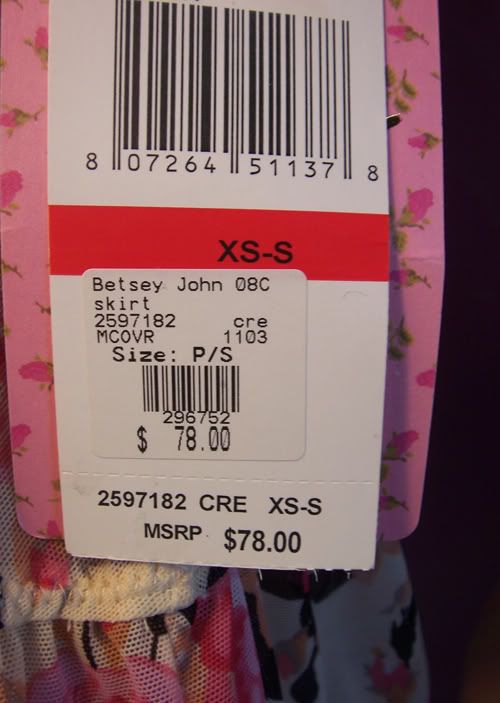 8 07264 51137 8
XS-S
Betsey John 08C
skirt
2597182 cre
MCOVR 1103
Size: P/S
296752
$ 78.00
2597182 CRE XS-S
MSRP $78.00